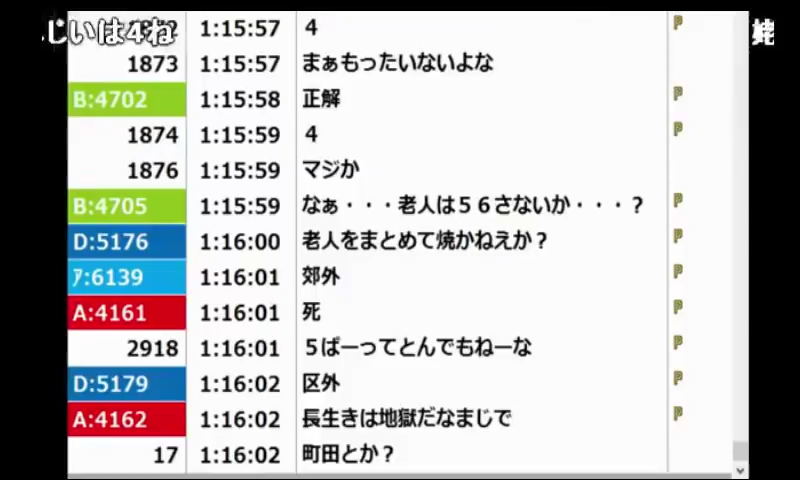 じいは4ね
姥
1872 1:15:57 4 P
1873 1:15:57 まぁもったいないよな
B:4702 1:15:58 正解 P
1874 1:15:59 4 P
1876 1:15:59 マジか
B:4705 1:15:59 なぁ・・・老人は５６さないか・・・？ P
D:5176 1:16:00 老人をまとめて焼かねえか？ P
ｱ:6139 1:16:01 郊外 P
A:4161 1:16:01 死 P
2918 1:16:01 ５ぱーってとんでもねーな P
D:5179 1:16:02 区外 P
A:4162 1:16:02 長生きは地獄だなまじで P
17 1:16:02 町田とか？